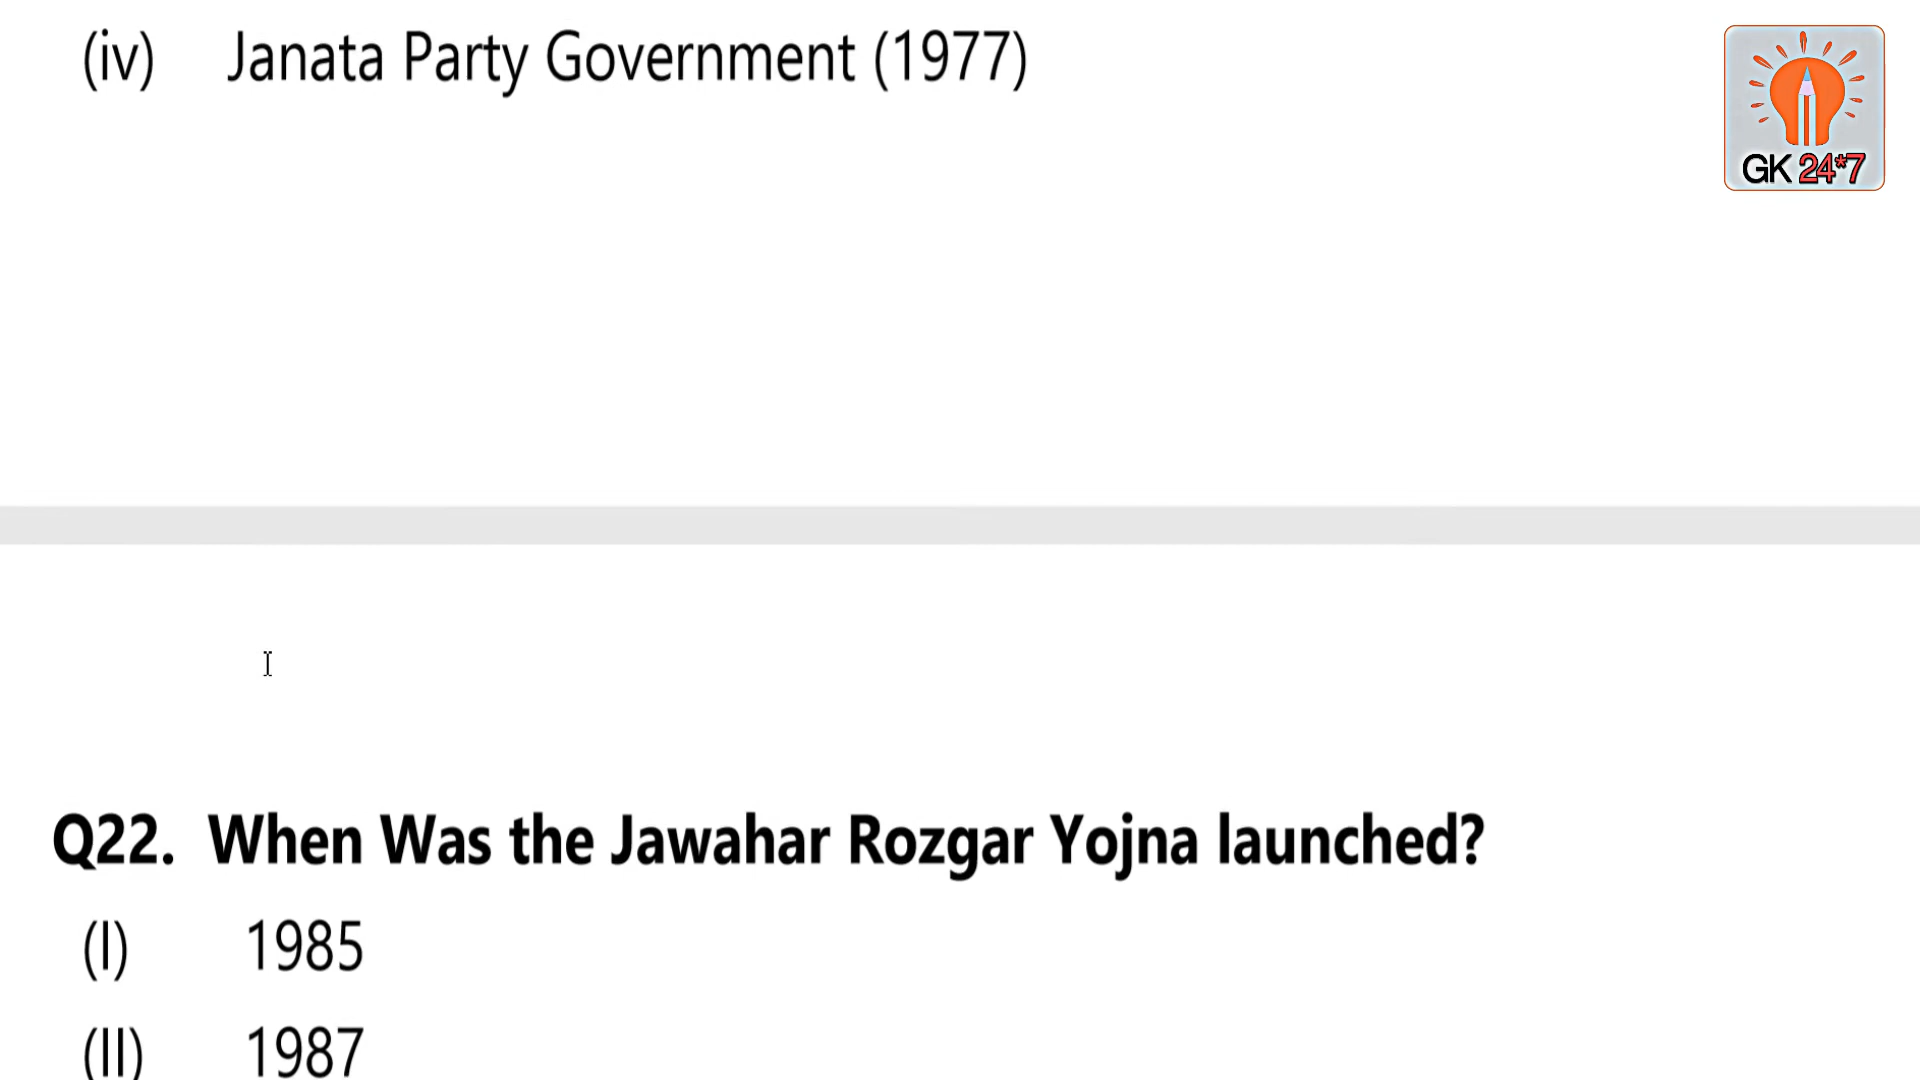 (iv) Janata Party Government (1977)
GK 24*7
Q22. When Was the Jawahar Rozgar Yojna launched?
(I) 1985
(II) 1987